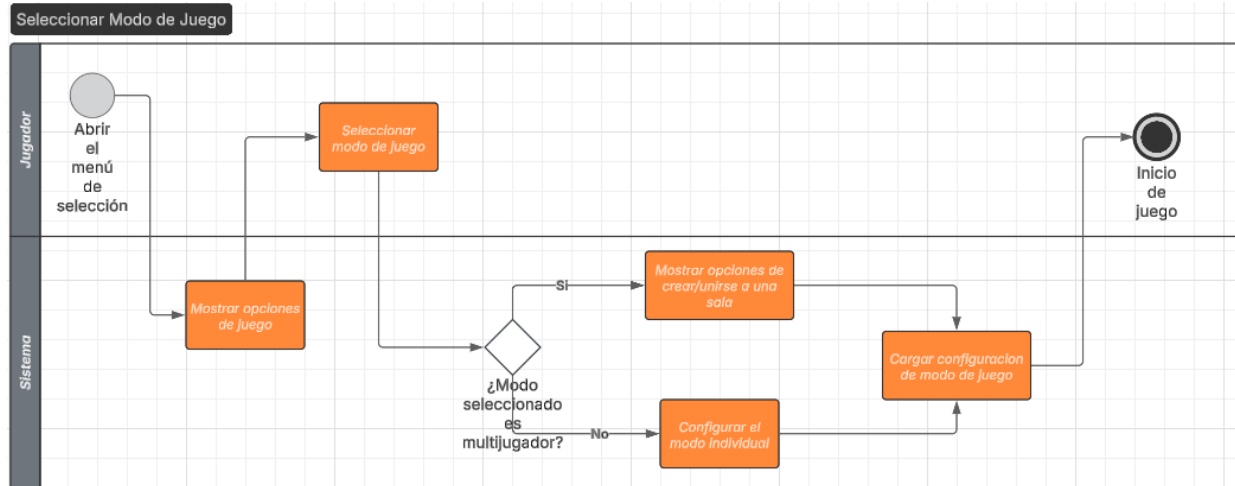 Seleccionar Modo de Juego
Jugador
Abrir
el
menú
de
selección
Seleccionar
modo de juego
Inicio
de
juego
Sistema
Mostrar opciones
de juego
¿Modo
seleccionado
es
multijugador?
Si
Mostrar opciones de
crear/unirse a una
sala
No
Configurar el
modo individual
Cargar configuracion
de modo de juego